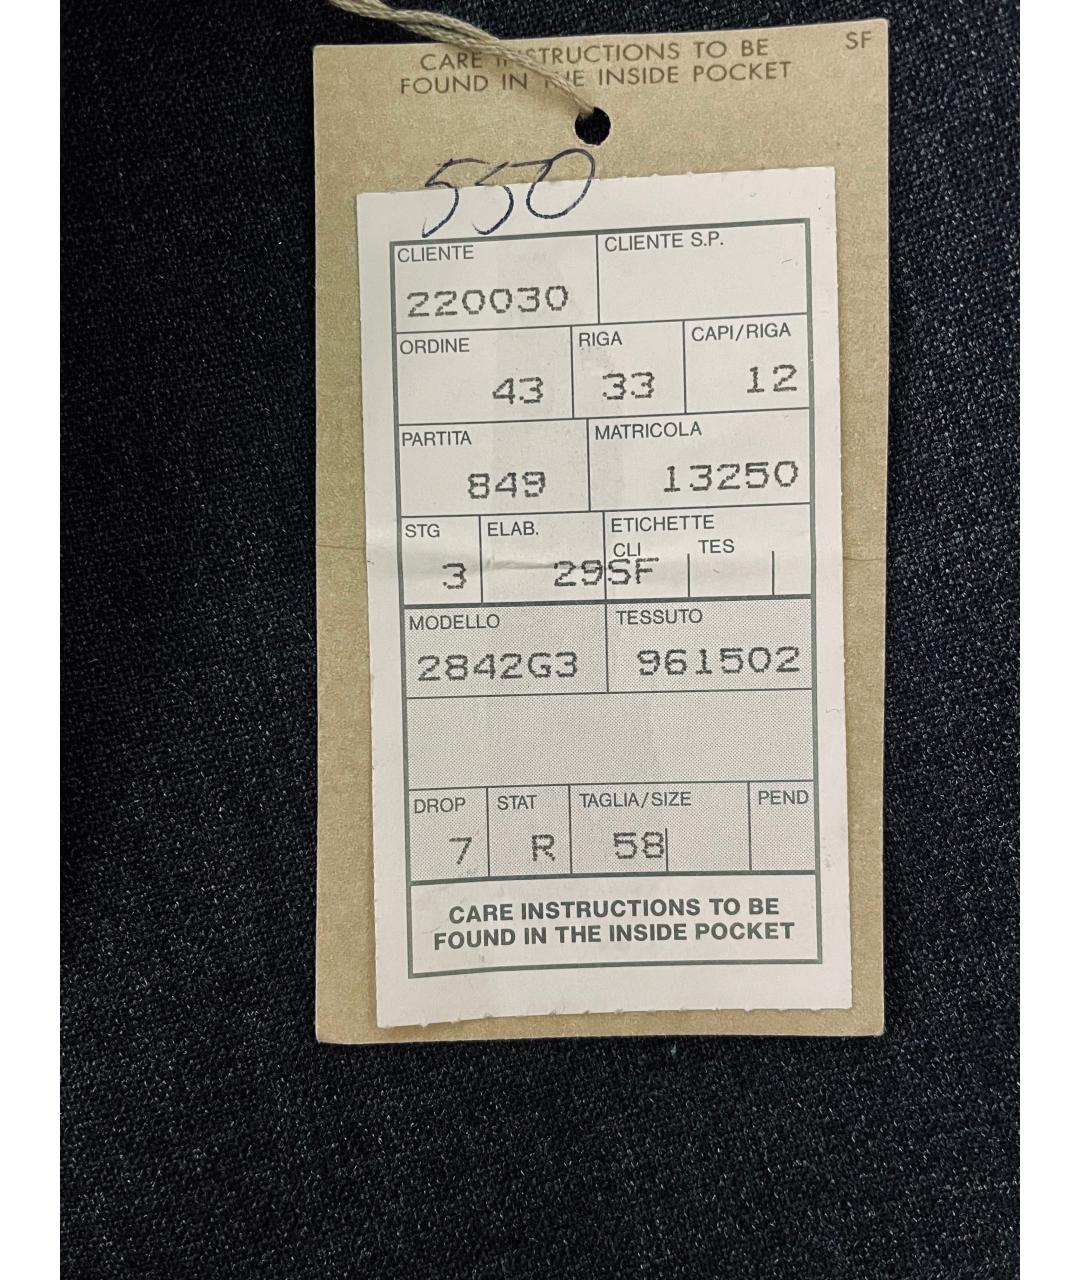 SF
CARE INSTRUCTIONS TO BE
FOUND IN THE INSIDE POCKET
550
CLIENTE CLIENTE S.P.
220030
ORDINE RIGA CAPI/RIGA
43 33 12
PARTITA MATRICOLA
849 13250
STG ELAB. ETICHETTE
CLI TES
3 29SF
MODELLO TESSUTO
2842G3 961502
DROP STAT TAGLIA/SIZE PEND
7 R 58
CARE INSTRUCTIONS TO BE
FOUND IN THE INSIDE POCKET